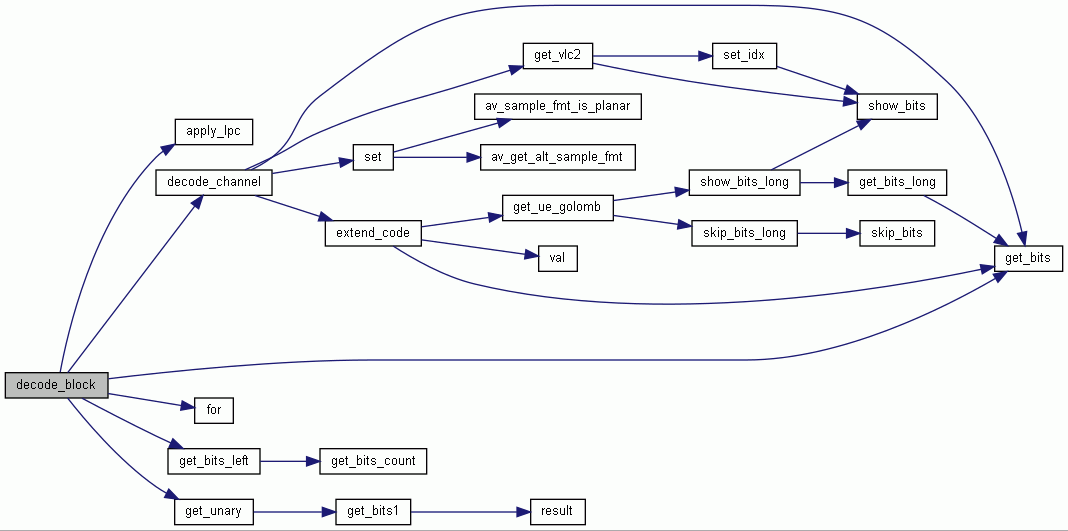 get_vlc2
set_idx
av_sample_fmt_is_planar
show_bits
apply_lpc
set
av_get_alt_sample_fmt
decode_channel
show_bits_long
get_bits_long
get_ue_golomb
extend_code
skip_bits_long
skip_bits
val
get_bits
decode_block
for
get_bits_left
get_bits_count
get_unary
get_bits1
result